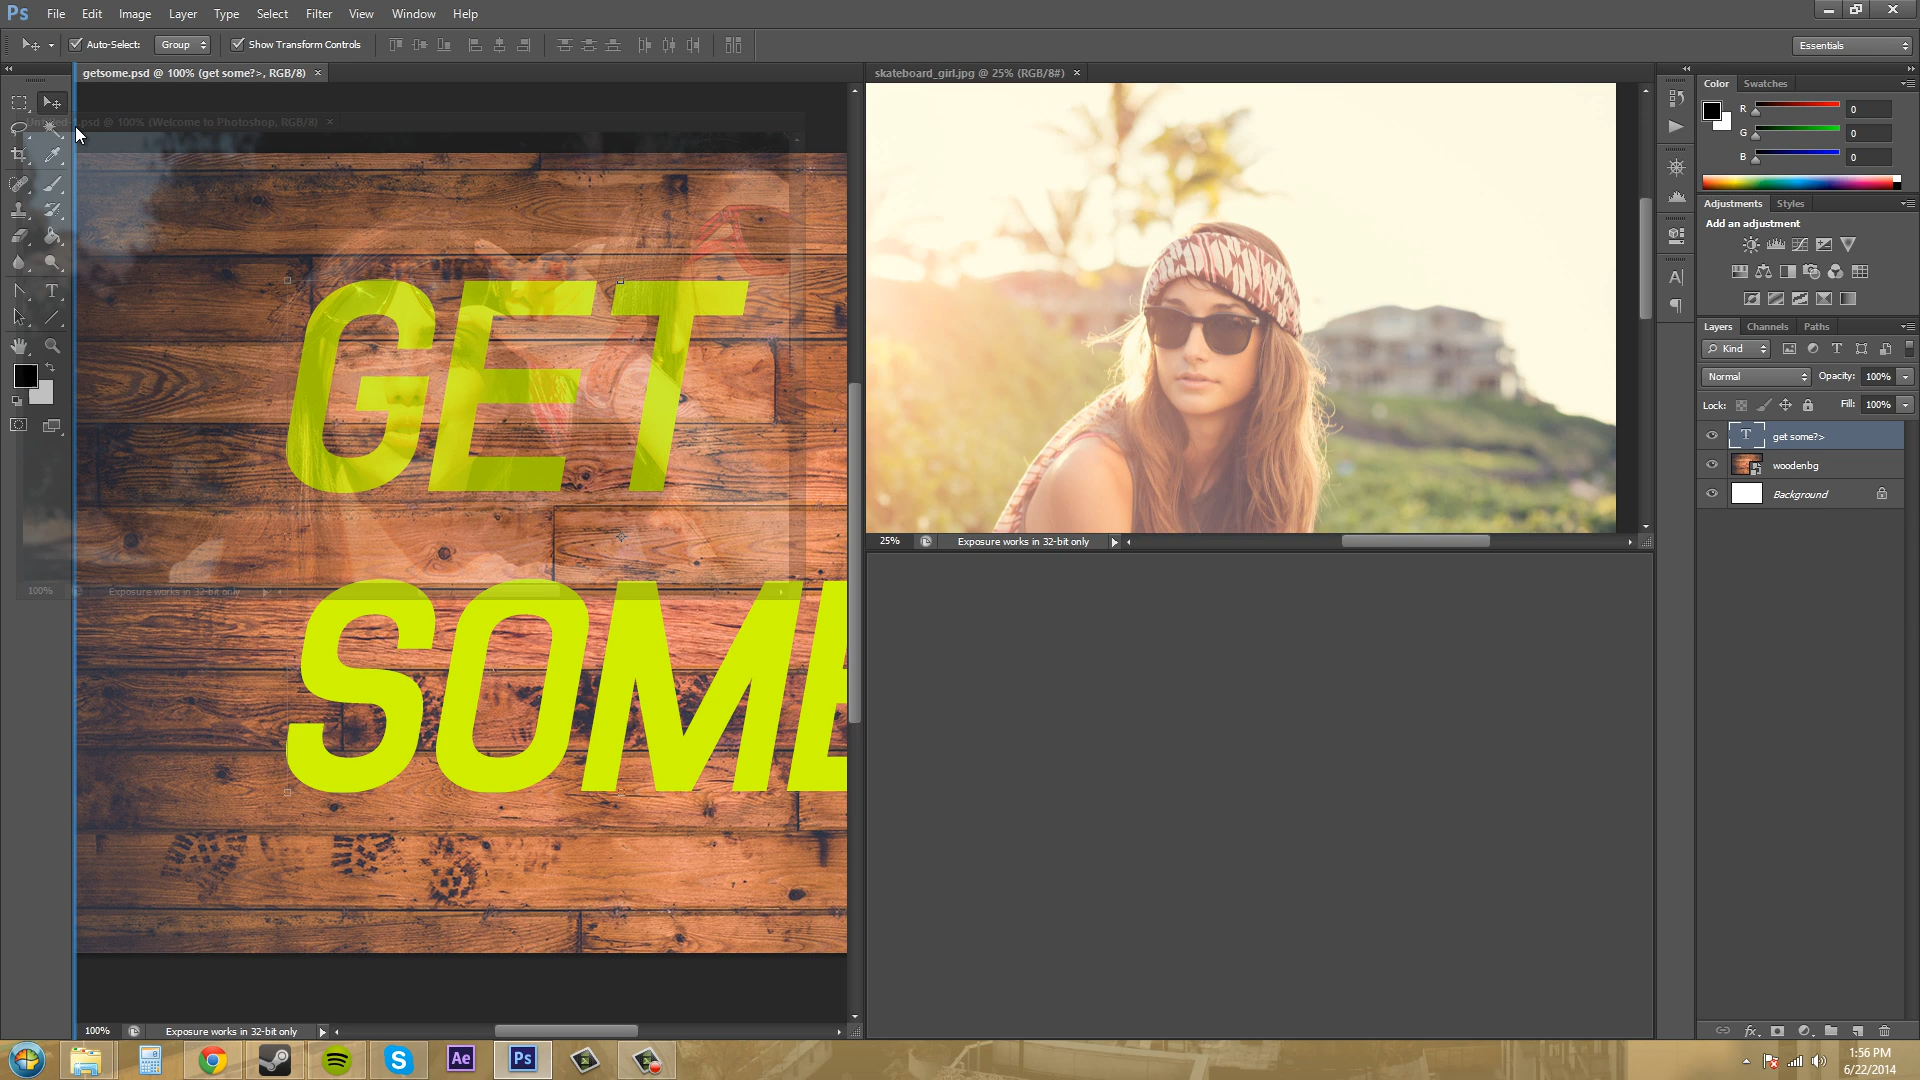 Ps File Edit Image Layer Type Select Filter View Window Help
Auto-Select: Group Show Transform Controls Essentials
getsome.psd @ 100% (get some?>, RGB/8) × skateboard_girl.jpg @ 25% (RGB/8#) ×
Untitled-1.psd @ 100% (Welcome to Photoshop, RGB/8) ×
Color Swatches
R 0
G 0
B 0
Adjustments Styles
Add an adjustment
Layers Channels Paths
Kind
Normal Opacity: 100%
Lock: Fill: 100%
get some?>
woodenbg
Background
GET
SOME
25% Exposure works in 32-bit only
100% Exposure works in 32-bit only
100% Exposure works in 32-bit only
Ae Ps
1:56 PM
6/22/2014